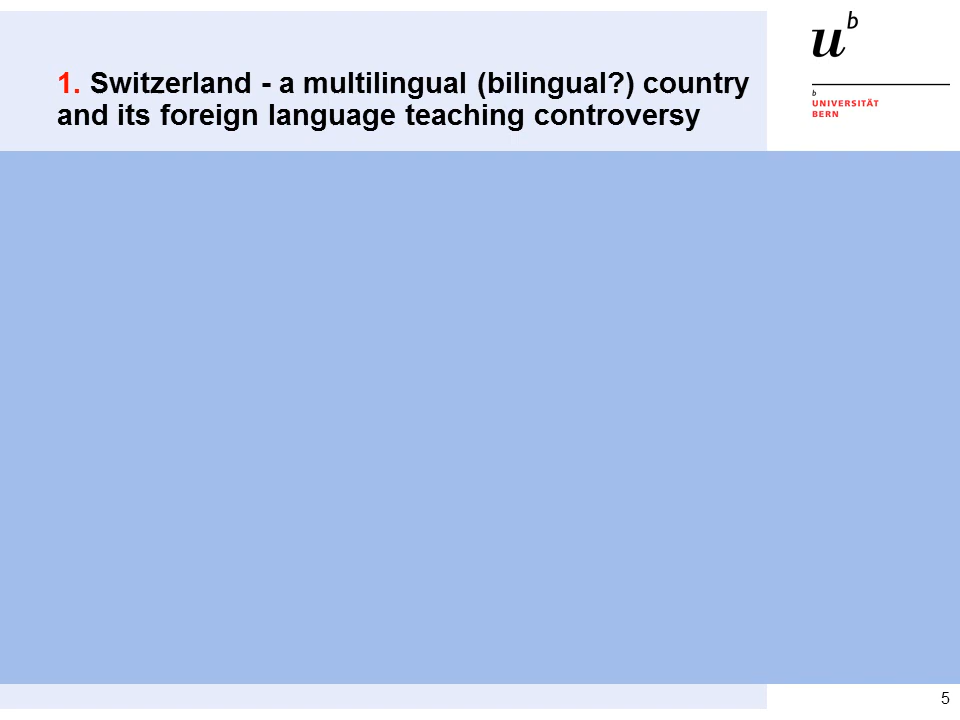 1. Switzerland - a multilingual (bilingual?) country
and its foreign language teaching controversy
u b
b
UNIVERSITÄT
BERN
5